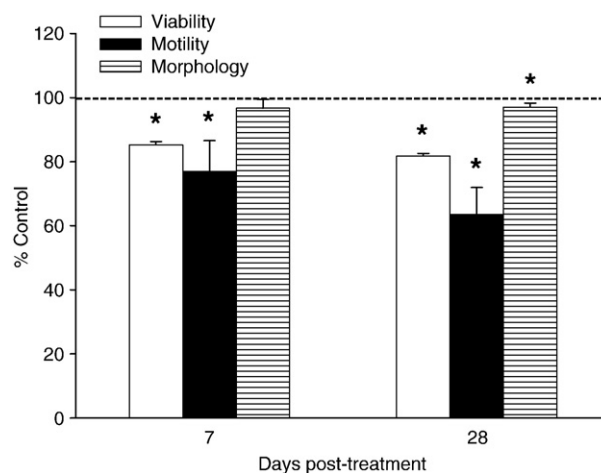 Viability
Motility
Morphology
120
100
80
60
40
20
0
% Control
* * *
* * 
7 28
Days post-treatment